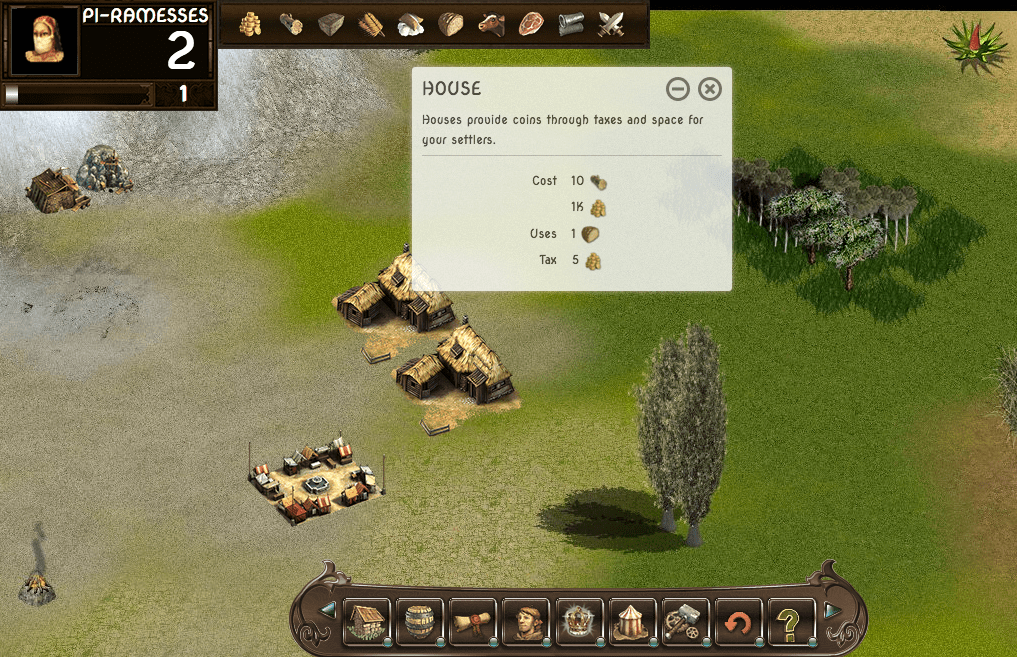 PI-RAMESSES
2
1
HOUSE
Houses provide coins through taxes and space for
your settlers.
Cost 10
1K
Uses 1
Tax 5
?